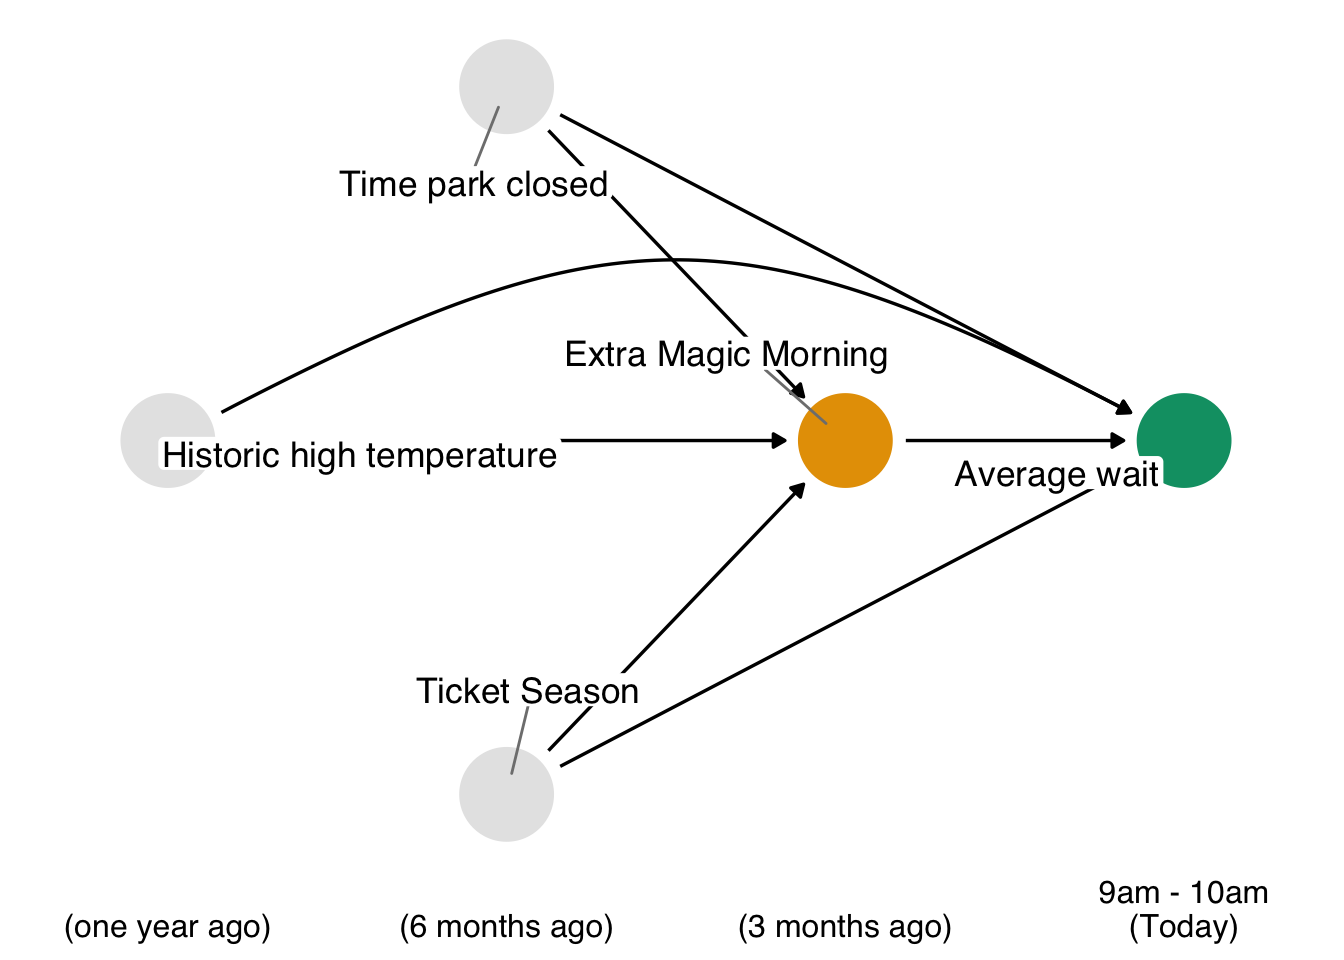 Time park closed
Extra Magic Morning
Historic high temperature
Average wait
Ticket Season
9am - 10am
(one year ago)
(6 months ago)
(3 months ago)
(Today)